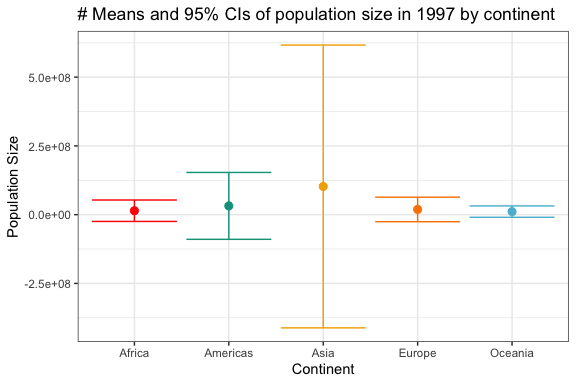 # Means and 95% CIs of population size in 1997 by continent
Population Size
5.0e+08
2.5e+08
0.0e+00
-2.5e+08
Africa
Americas
Asia
Europe
Oceania
Continent